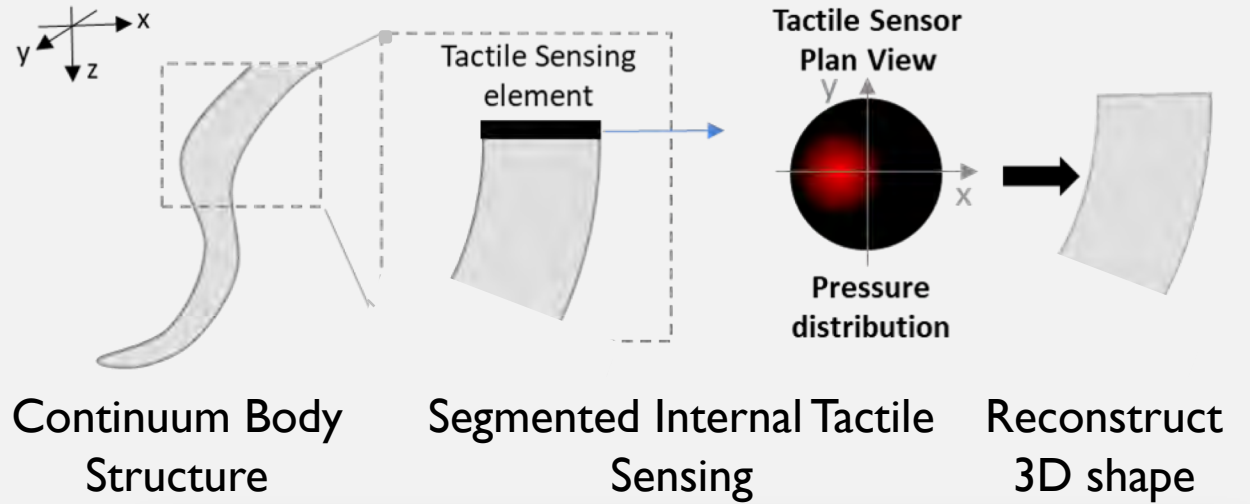 x
y
z
Tactile Sensing
element
Tactile Sensor
Plan View
y
x
Pressure
distribution
Continuum Body
Structure
Segmented Internal Tactile
Sensing
Reconstruct
3D shape